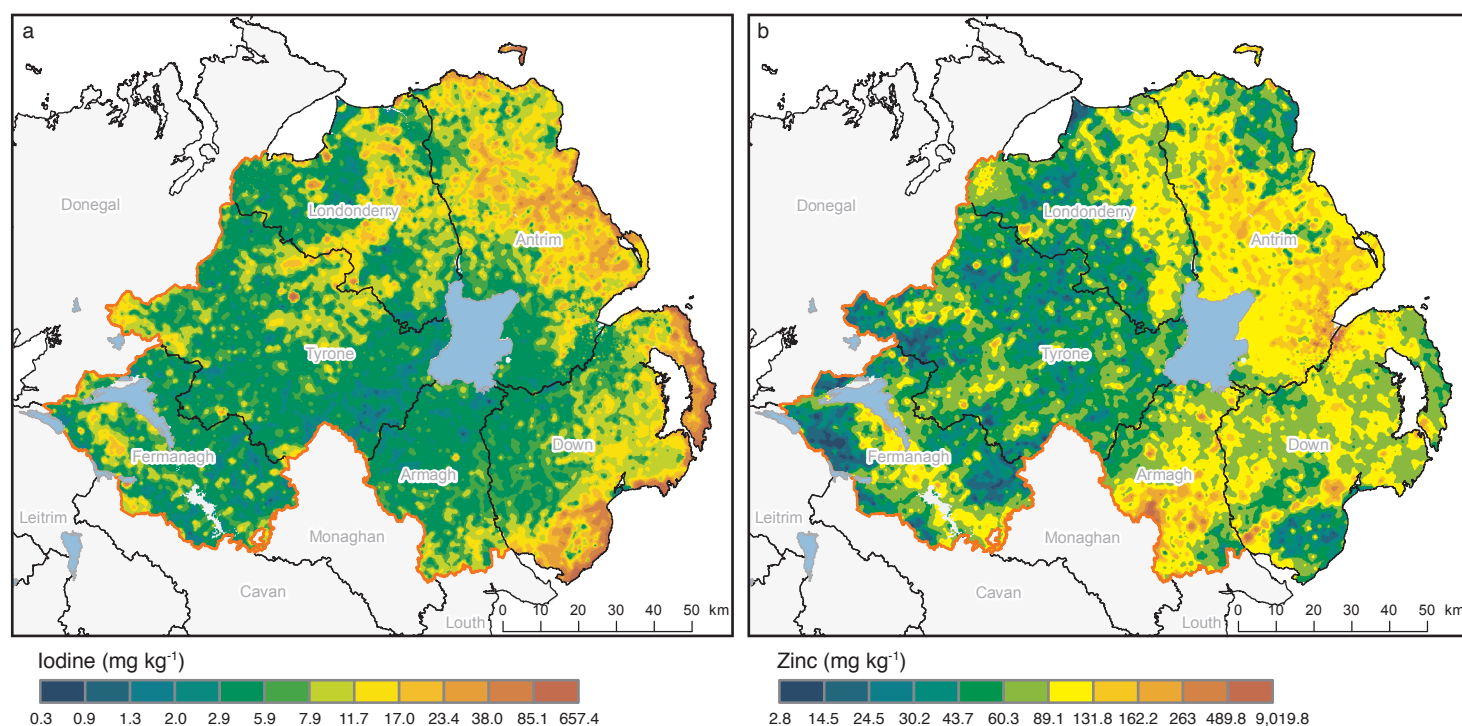 a
Donegal
Londonderry
Antrim
Tyrone
Fermanagh
Armagh
Down
Leitrim
Monaghan
Cavan
Louth
0 10 20 30 40 50 km
Iodine (mg kg⁻¹)
0.3 0.9 1.3 2.0 2.9 5.9 7.9 11.7 17.0 23.4 38.0 85.1 657.4
b
Donegal
Londonderry
Antrim
Tyrone
Fermanagh
Armagh
Down
Leitrim
Monaghan
Cavan
Louth
0 10 20 30 40 50 km
Zinc (mg kg⁻¹)
2.8 14.5 24.5 30.2 43.7 60.3 89.1 131.8 162.2 263 489.8 9,019.8